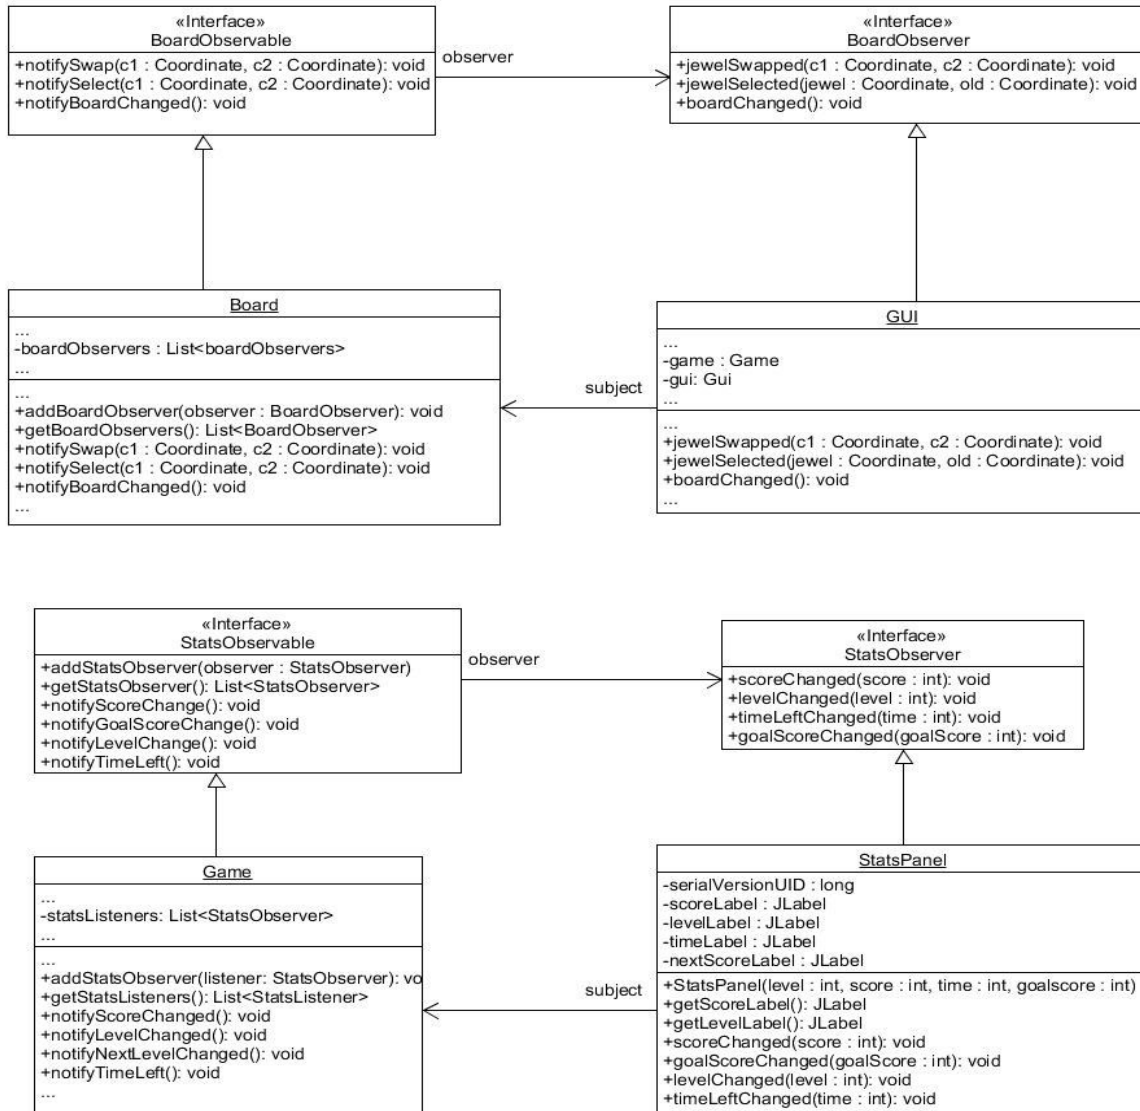 «Interface»
BoardObservable
+notifySwap(c1 : Coordinate, c2 : Coordinate): void
+notifySelect(c1 : Coordinate, c2 : Coordinate): void
+notifyBoardChanged(): void
observer
«Interface»
BoardObserver
+jewelSwapped(c1 : Coordinate, c2 : Coordinate): void
+jewelSelected(jewel : Coordinate, old : Coordinate): void
+boardChanged(): void
Board
...
-boardObservers : List<boardObservers>
...
...
+addBoardObserver(observer : BoardObserver): void
+getBoardObservers(): List<BoardObserver>
+notifySwap(c1 : Coordinate, c2 : Coordinate): void
+notifySelect(c1 : Coordinate, c2 : Coordinate): void
+notifyBoardChanged(): void
...
subject
GUI
...
-game : Game
-gui: Gui
...
...
+jewelSwapped(c1 : Coordinate, c2 : Coordinate): void
+jewelSelected(jewel : Coordinate, old : Coordinate): void
+boardChanged(): void
...
«Interface»
StatsObservable
+addStatsObserver(observer : StatsObserver)
+getStatsObserver(): List<StatsObserver>
+notifyScoreChange(): void
+notifyGoalScoreChange(): void
+notifyLevelChange(): void
+notifyTimeLeft(): void
observer
«Interface»
StatsObserver
+scoreChanged(score : int): void
+levelChanged(level : int): void
+timeLeftChanged(time : int): void
+goalScoreChanged(goalScore : int): void
Game
...
-statsListeners: List<StatsObserver>
...
...
+addStatsObserver(listener: StatsObserver): vo
+getStatsListeners(): List<StatsListener>
+notifyScoreChanged(): void
+notifyLevelChanged(): void
+notifyNextLevelChanged(): void
+notifyTimeLeft(): void
...
subject
StatsPanel
-serialVersionUID : long
-scoreLabel : JLabel
-levelLabel : JLabel
-timeLabel : JLabel
-nextScoreLabel : JLabel
+StatsPanel(level : int, score : int, time : int, goalscore : int)
+getScoreLabel(): JLabel
+getLevelLabel(): JLabel
+scoreChanged(score : int): void
+goalScoreChanged(goalScore : int): void
+levelChanged(level : int): void
+timeLeftChanged(time : int): void